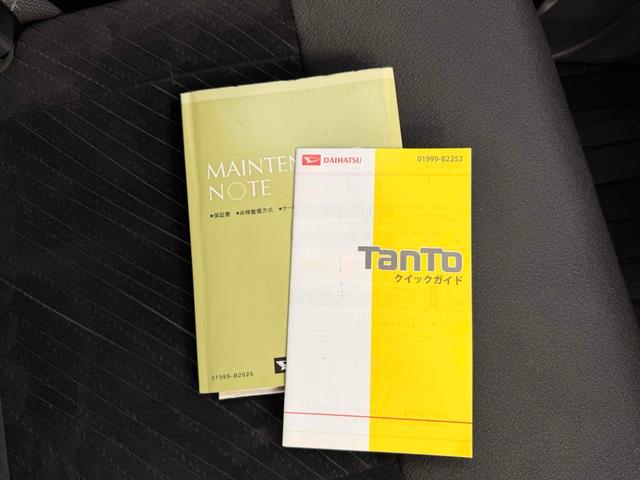 MAINTEN
NOTE
●保証書 ●点検整備方式 ●サー
01989-B2025
DAIHATSU
01999-B2253
TanTo
クイックガイド